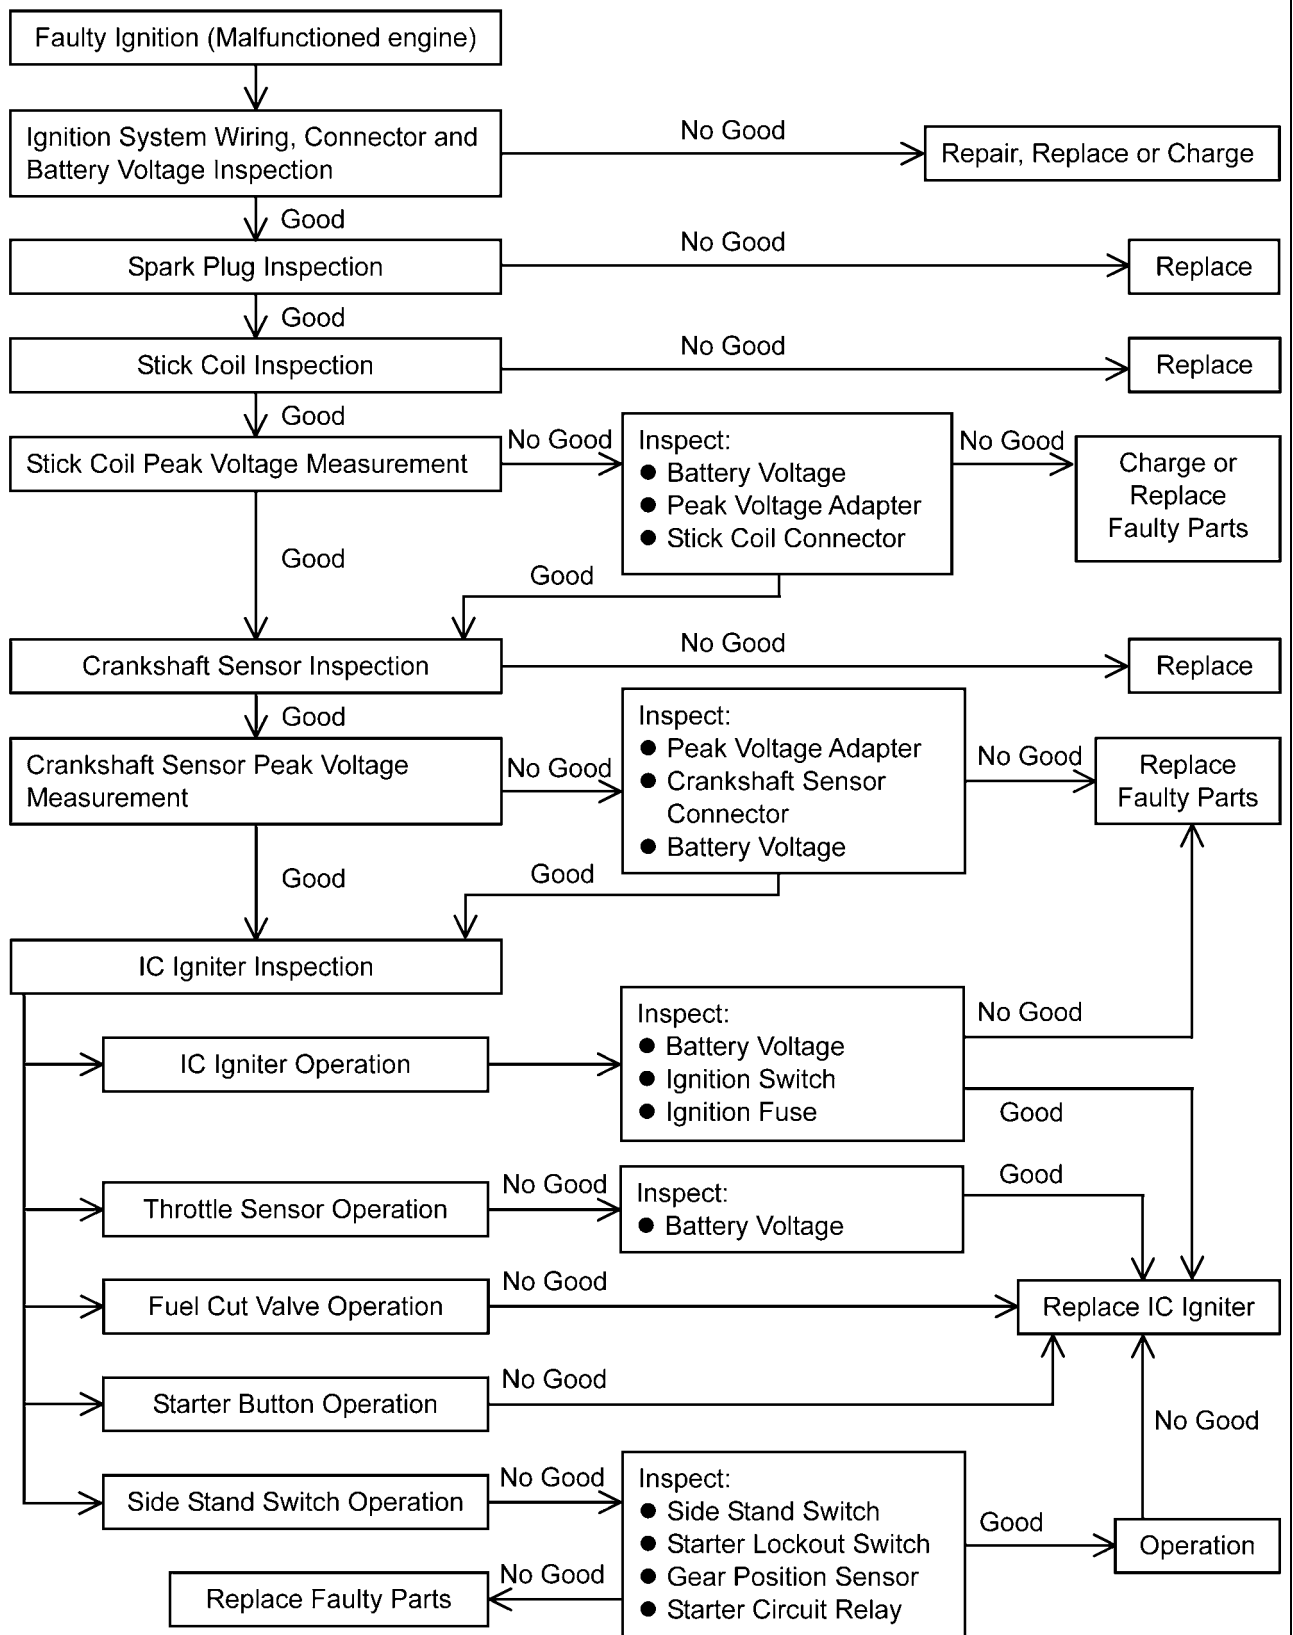 Faulty Ignition (Malfunctioned engine)
Ignition System Wiring, Connector and
Battery Voltage Inspection
No Good
Repair, Replace or Charge
Good
Spark Plug Inspection
No Good
Replace
Good
Stick Coil Inspection
No Good
Replace
Good
Stick Coil Peak Voltage Measurement
No Good
Inspect:
● Battery Voltage
● Peak Voltage Adapter
● Stick Coil Connector
No Good
Charge or
Replace
Faulty Parts
Good
Good
Crankshaft Sensor Inspection
No Good
Replace
Good
Crankshaft Sensor Peak Voltage
Measurement
No Good
Inspect:
● Peak Voltage Adapter
● Crankshaft Sensor
Connector
● Battery Voltage
No Good
Replace
Faulty Parts
Good
Good
IC Igniter Inspection
IC Igniter Operation
Inspect:
● Battery Voltage
● Ignition Switch
● Ignition Fuse
No Good
Good
Throttle Sensor Operation
No Good
Inspect:
● Battery Voltage
Good
Fuel Cut Valve Operation
No Good
Replace IC Igniter
Starter Button Operation
No Good
No Good
Side Stand Switch Operation
No Good
Inspect:
● Side Stand Switch
● Starter Lockout Switch
● Gear Position Sensor
● Starter Circuit Relay
Good
Operation
No Good
Replace Faulty Parts